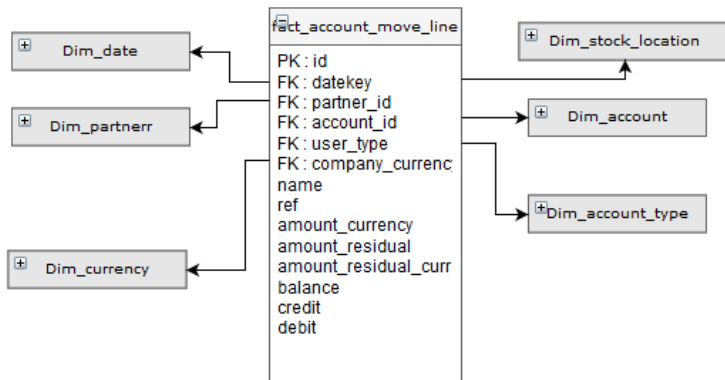 fact_account_move_line
PK : id
FK : datekey
FK : partner_id
FK : account_id
FK : user_type
FK : company_currency
name
ref
amount_currency
amount_residual
amount_residual_curr
balance
credit
debit
Dim_date
Dim_partnerr
Dim_currency
Dim_stock_location
Dim_account
Dim_account_type